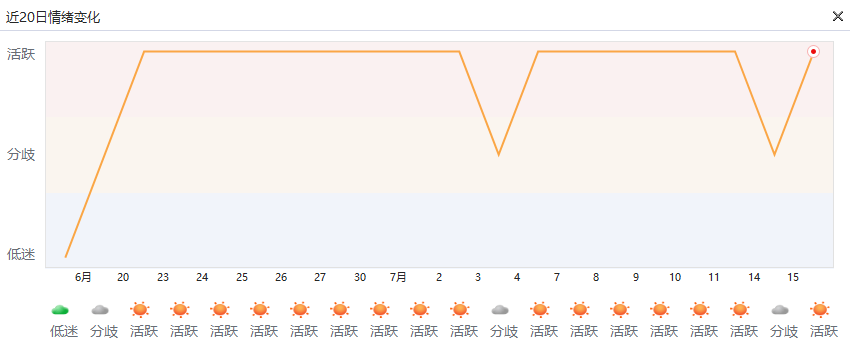 近20日情绪变化
活跃
分歧
低迷
6月 20 23 24 25 26 27 30 7月 2 3 4 7 8 9 10 11 14 15
低迷 分歧 活跃 活跃 活跃 活跃 活跃 活跃 活跃 活跃 活跃 分歧 活跃 活跃 活跃 活跃 活跃 活跃 分歧 活跃